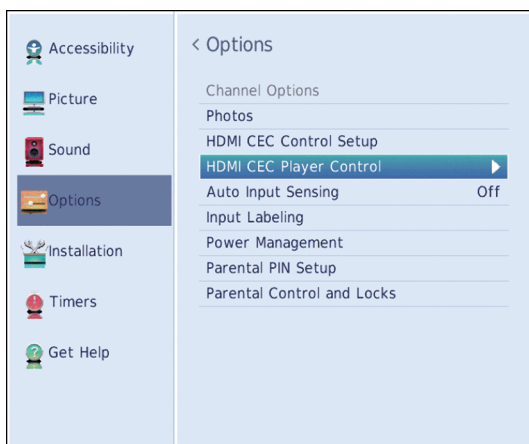 Accessibility
Picture
Sound
Options
Installation
Timers
Get Help
< Options
Channel Options
Photos
HDMI CEC Control Setup
HDMI CEC Player Control
Auto Input Sensing Off
Input Labeling
Power Management
Parental PIN Setup
Parental Control and Locks